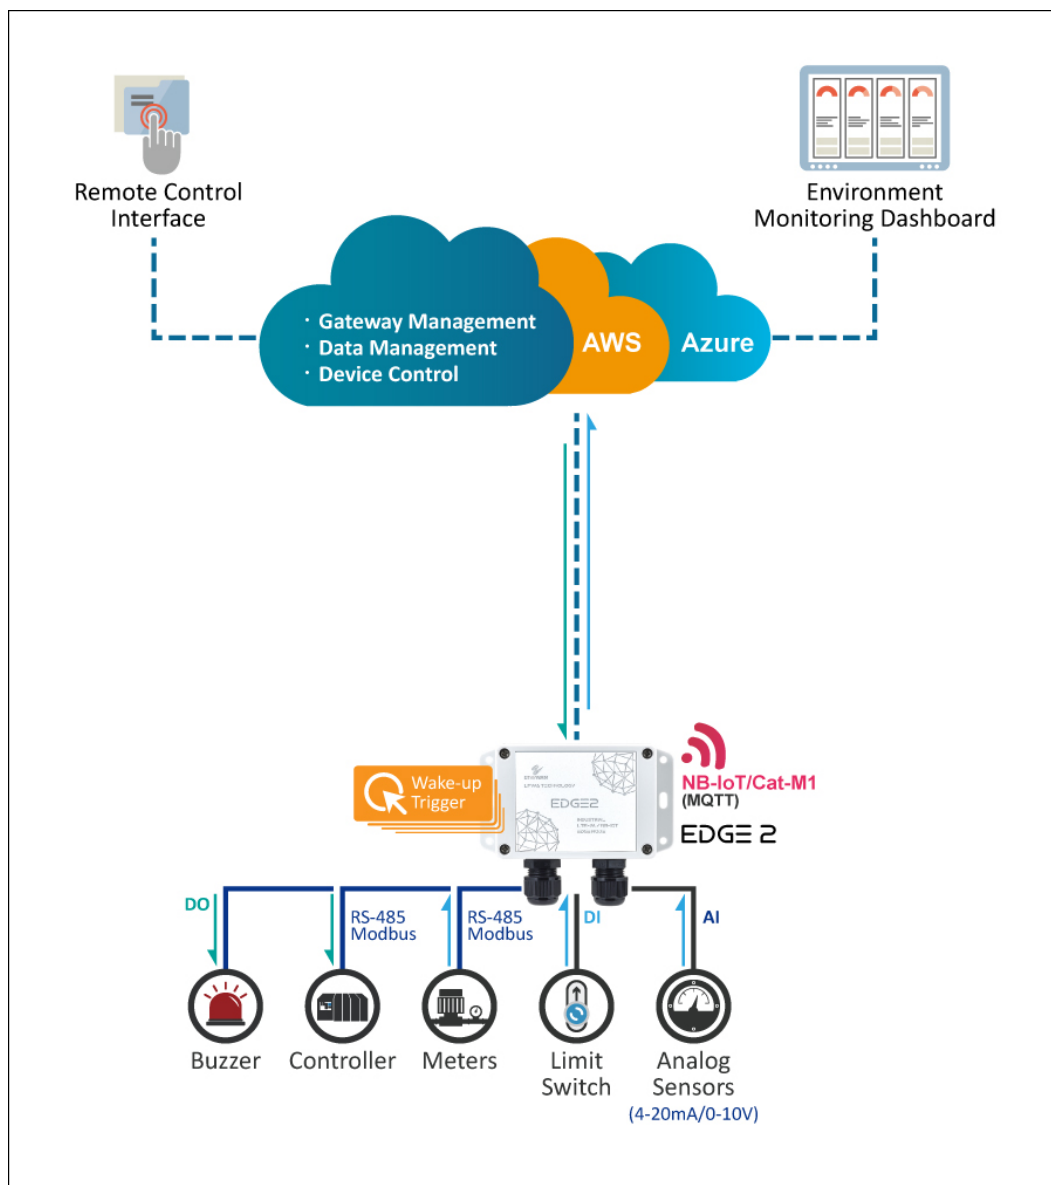 Remote Control
Interface
Environment
Monitoring Dashboard
· Gateway Management
· Data Management
· Device Control
AWS
Azure
Wake-up
Trigger
EDGE2
NB-IoT/Cat-M1
(MQTT)
EDGE 2
DO
RS-485
Modbus
RS-485
Modbus
DI
AI
Buzzer
Controller
Meters
Limit
Switch
Analog
Sensors
(4-20mA/0-10V)